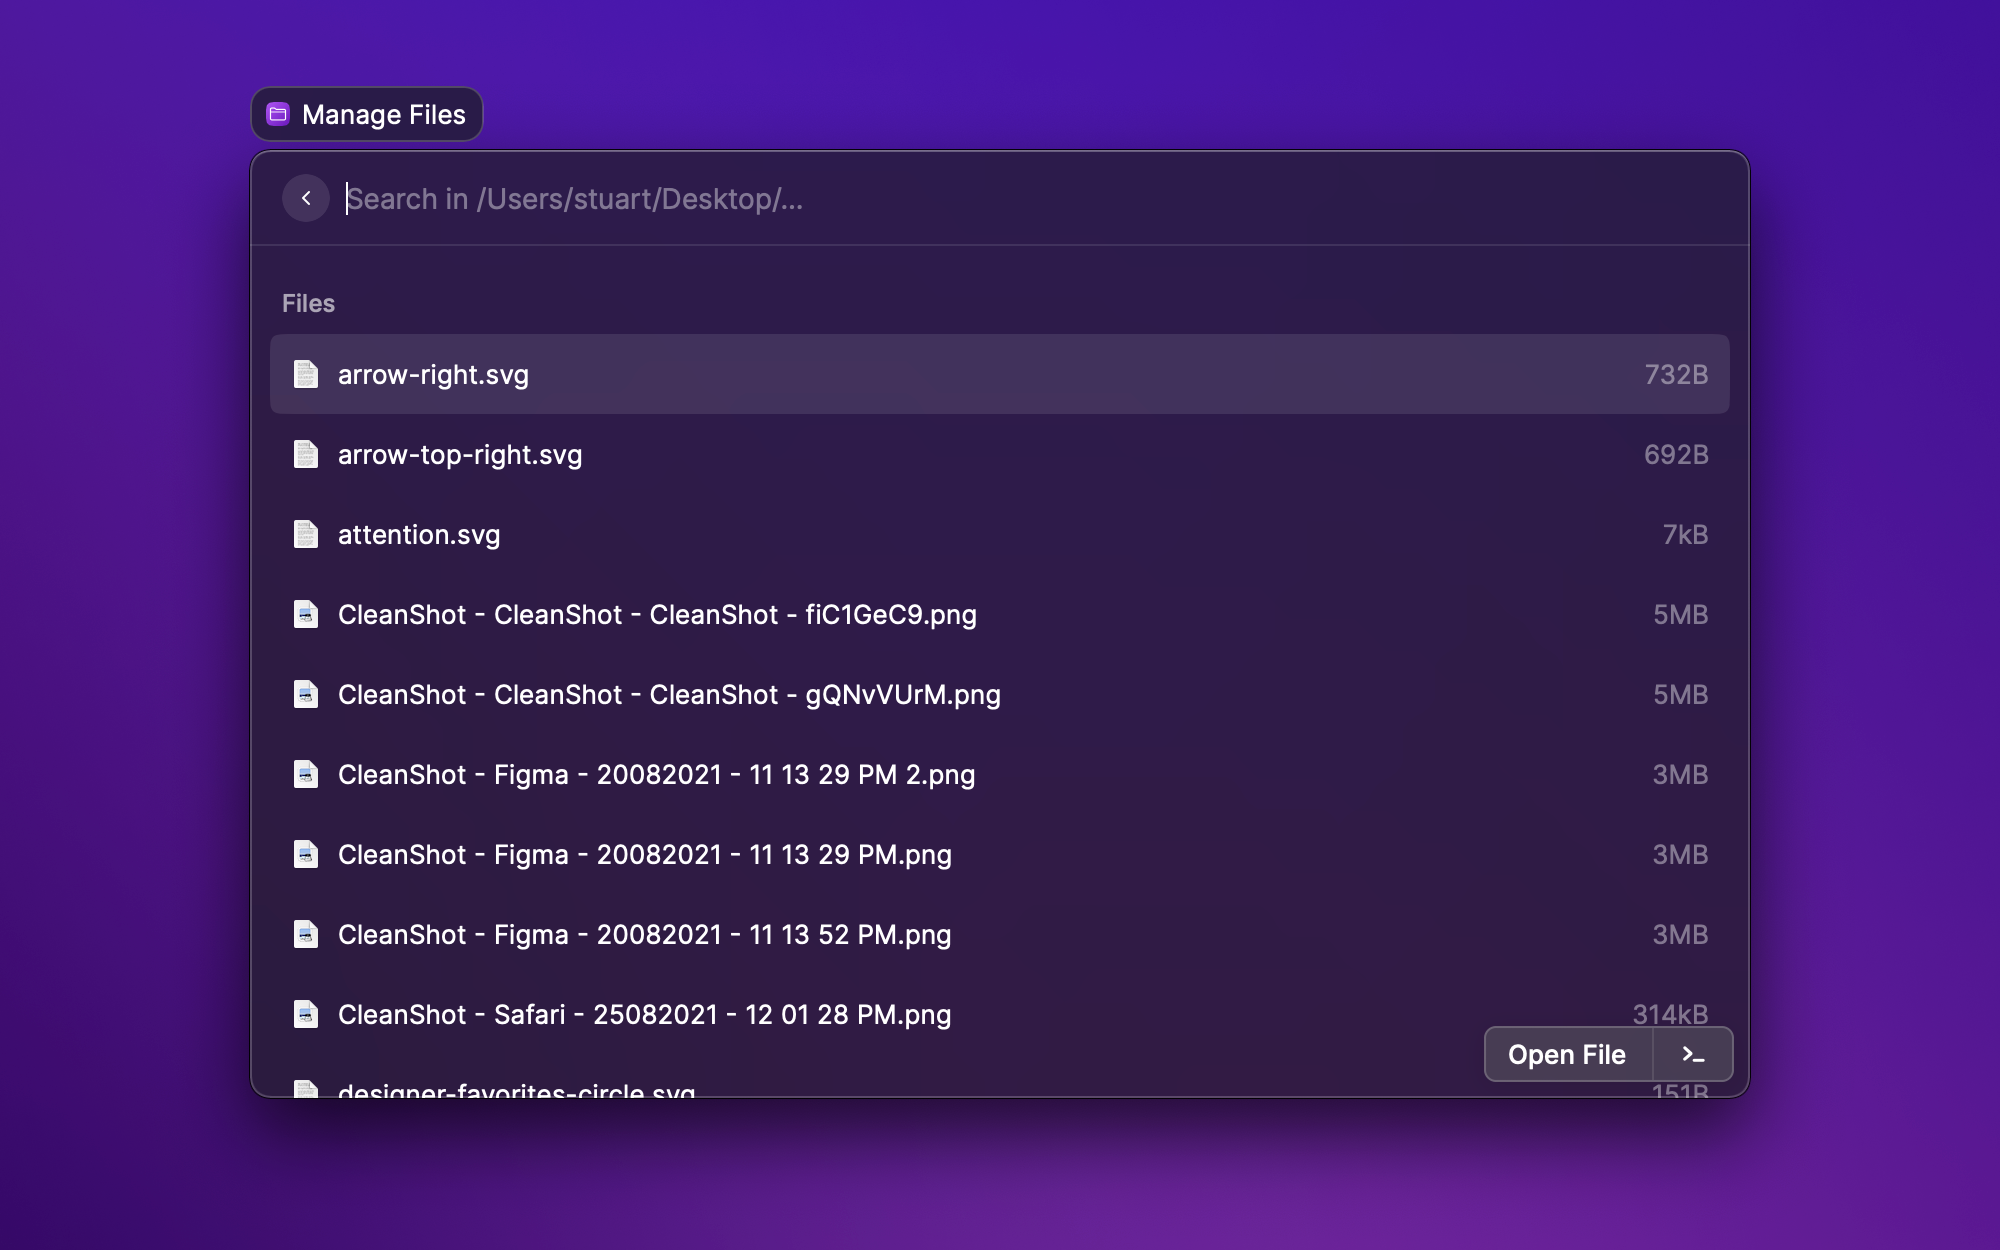 Manage Files
Search in /Users/stuart/Desktop/...
Files
arrow-right.svg 732B
arrow-top-right.svg 692B
attention.svg 7kB
CleanShot - CleanShot - CleanShot - fiC1GeC9.png 5MB
CleanShot - CleanShot - CleanShot - gQNvVUrM.png 5MB
CleanShot - Figma - 20082021 - 11 13 29 PM 2.png 3MB
CleanShot - Figma - 20082021 - 11 13 29 PM.png 3MB
CleanShot - Figma - 20082021 - 11 13 52 PM.png 3MB
CleanShot - Safari - 25082021 - 12 01 28 PM.png 314kB
Open File >_
designer-favorites-circle.svg 151B